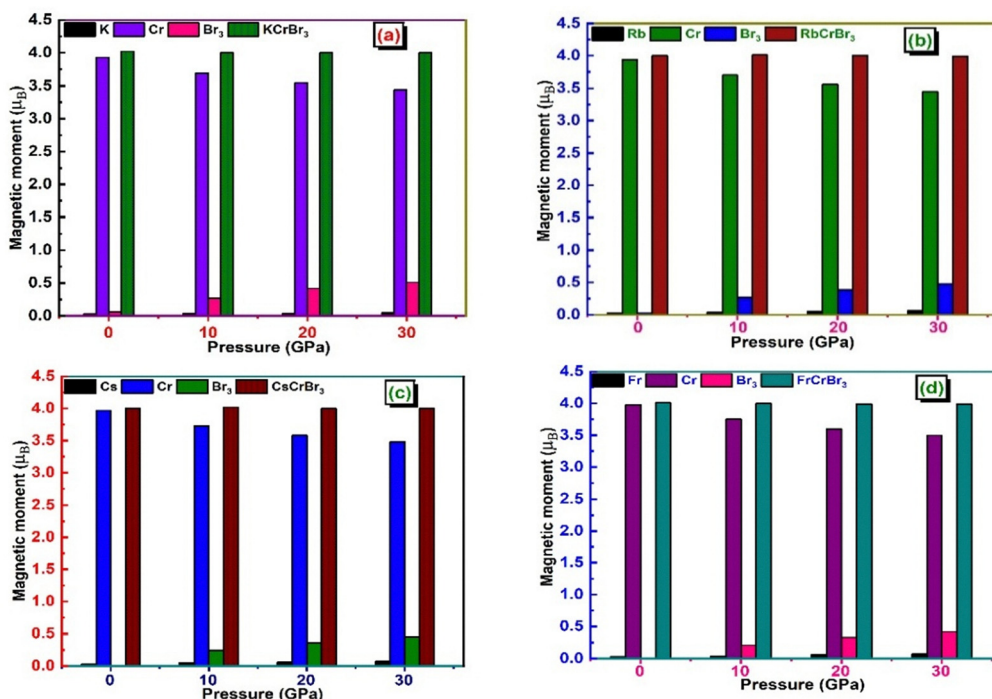 K Cr Br₃ KCrBr₃
(a)
Magnetic moment (μB)
4.5
4.0
3.5
3.0
2.5
2.0
1.5
1.0
0.5
0.0
0 10 20 30
Pressure (GPa)
Rb Cr Br₃ RbCrBr₃
(b)
Magnetic moment (μB)
4.5
4.0
3.5
3.0
2.5
2.0
1.5
1.0
0.5
0.0
0 10 20 30
Pressure (GPa)
Cs Cr Br₃ CsCrBr₃
(c)
Magnetic moment (μB)
4.5
4.0
3.5
3.0
2.5
2.0
1.5
1.0
0.5
0.0
0 10 20 30
Pressure (GPa)
Fr Cr Br₃ FrCrBr₃
(d)
Magnetic moment (μB)
4.5
4.0
3.5
3.0
2.5
2.0
1.5
1.0
0.5
0.0
0 10 20 30
Pressure (GPa)